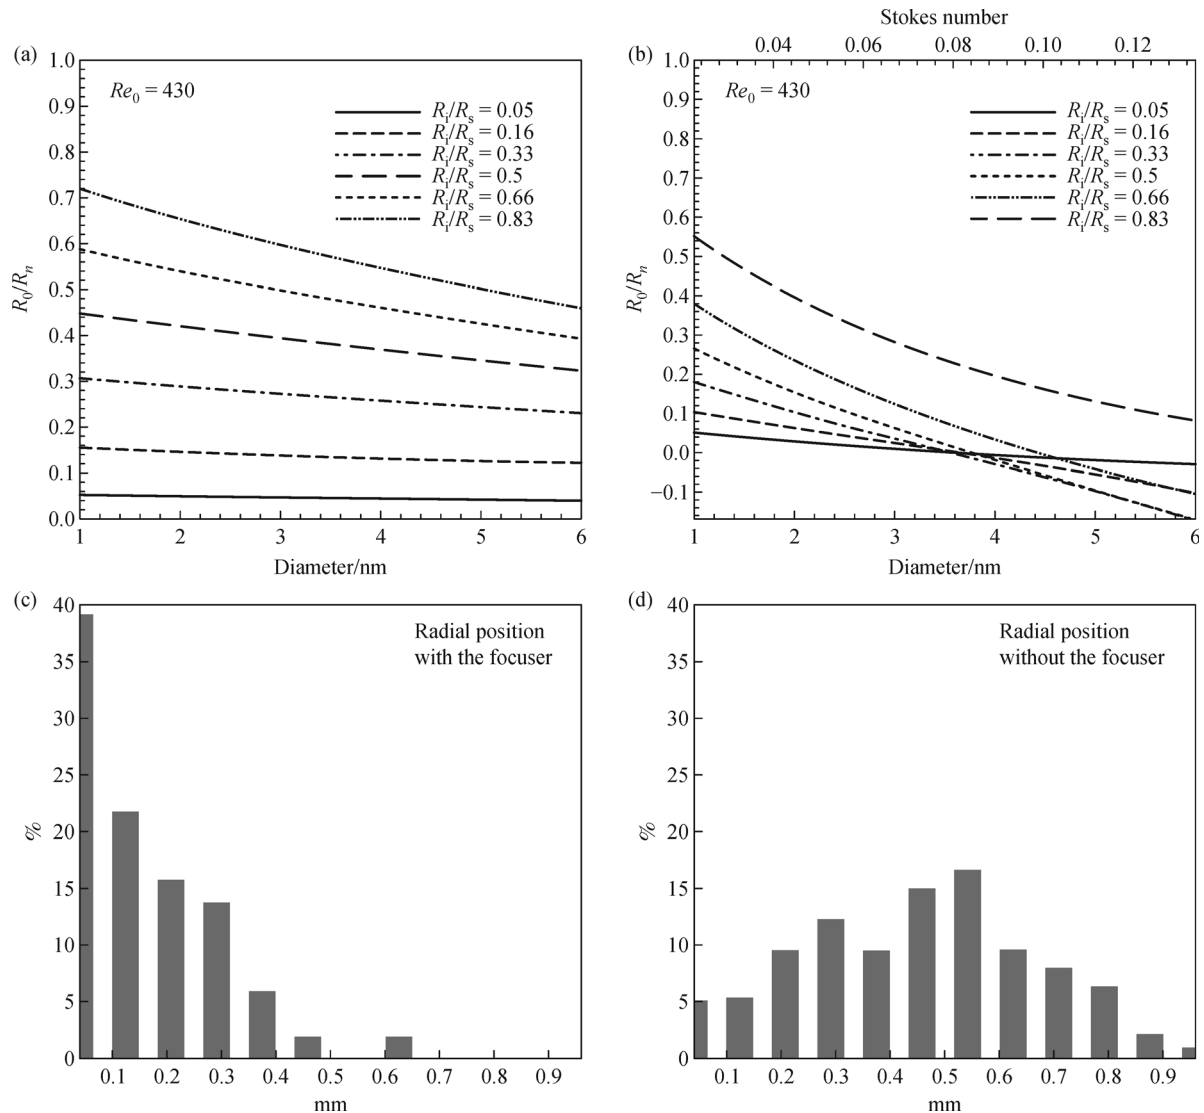 (a)
Re0 = 430
Ri/Rs = 0.05
Ri/Rs = 0.16
Ri/Rs = 0.33
Ri/Rs = 0.5
Ri/Rs = 0.66
Ri/Rs = 0.83
1.0
0.9
0.8
0.7
0.6
0.5
0.4
0.3
0.2
0.1
0.0
R0/Rn
1 2 3 4 5 6
Diameter/nm
(b)
Stokes number
0.04 0.06 0.08 0.10 0.12
Re0 = 430
Ri/Rs = 0.05
Ri/Rs = 0.16
Ri/Rs = 0.33
Ri/Rs = 0.5
Ri/Rs = 0.66
Ri/Rs = 0.83
1.0
0.9
0.8
0.7
0.6
0.5
0.4
0.3
0.2
0.1
0.0
−0.1
R0/Rn
1 2 3 4 5 6
Diameter/nm
(c)
Radial position
with the focuser
40
35
30
25
20
15
10
5
0
%
0.1 0.2 0.3 0.4 0.5 0.6 0.7 0.8 0.9
mm
(d)
Radial position
without the focuser
40
35
30
25
20
15
10
5
0
%
0.1 0.2 0.3 0.4 0.5 0.6 0.7 0.8 0.9
mm